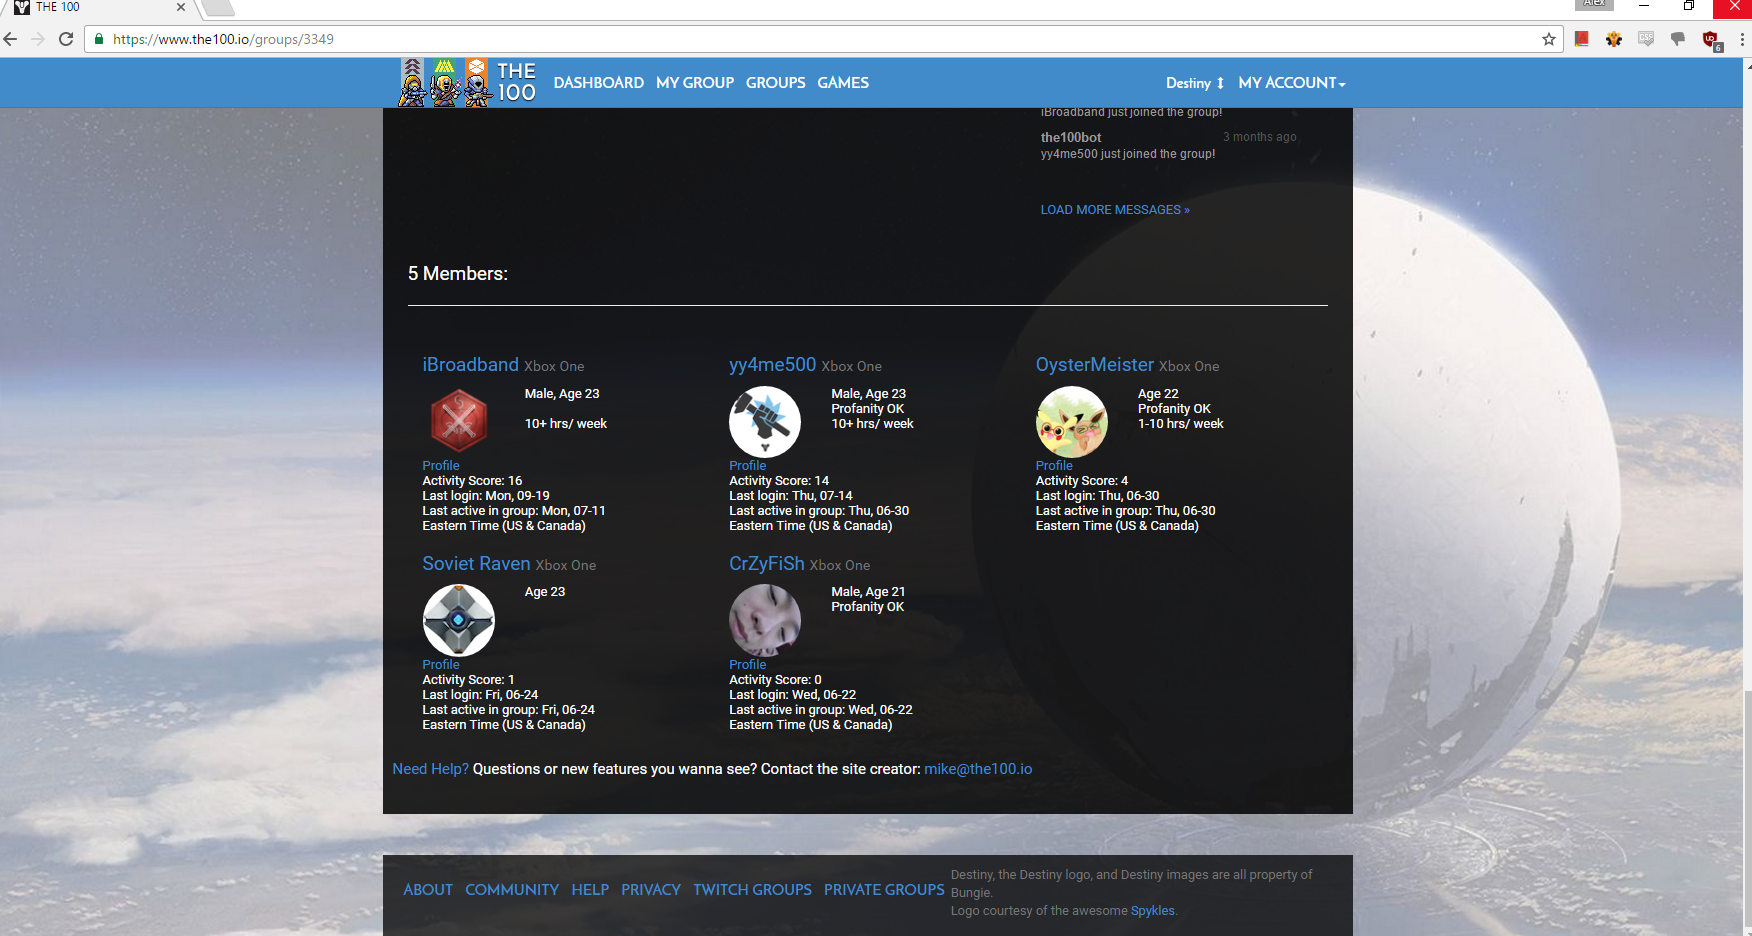 THE 100
Alex
https://www.the100.io/groups/3349
6
THE
100
DASHBOARD MY GROUP GROUPS GAMES
Destiny MY ACCOUNT
iBroadband just joined the group!
the100bot 3 months ago
yy4me500 just joined the group!
LOAD MORE MESSAGES »
5 Members:
iBroadband Xbox One
Male, Age 23
10+ hrs/ week
Profile
Activity Score: 16
Last login: Mon, 09-19
Last active in group: Mon, 07-11
Eastern Time (US & Canada)
yy4me500 Xbox One
Male, Age 23
Profanity OK
10+ hrs/ week
Profile
Activity Score: 14
Last login: Thu, 07-14
Last active in group: Thu, 06-30
Eastern Time (US & Canada)
OysterMeister Xbox One
Age 22
Profanity OK
1-10 hrs/ week
Profile
Activity Score: 4
Last login: Thu, 06-30
Last active in group: Thu, 06-30
Eastern Time (US & Canada)
Soviet Raven Xbox One
Age 23
Profile
Activity Score: 1
Last login: Fri, 06-24
Last active in group: Fri, 06-24
Eastern Time (US & Canada)
CrZyFiSh Xbox One
Male, Age 21
Profanity OK
Profile
Activity Score: 0
Last login: Wed, 06-22
Last active in group: Wed, 06-22
Eastern Time (US & Canada)
Need Help? Questions or new features you wanna see? Contact the site creator: mike@the100.io
ABOUT COMMUNITY HELP PRIVACY TWITCH GROUPS PRIVATE GROUPS
Destiny, the Destiny logo, and Destiny images are all property of
Bungie.
Logo courtesy of the awesome Spykles.